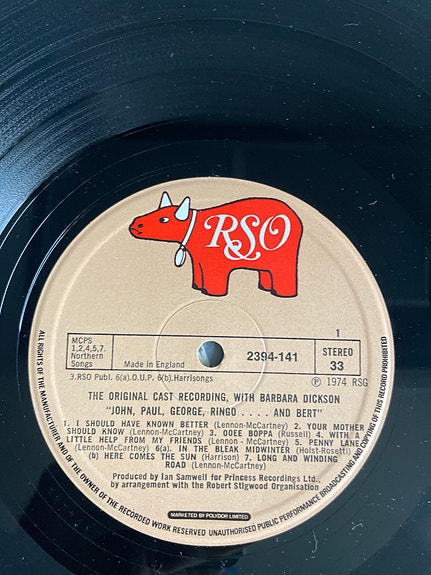 RSO
MCPS
1,2,4,5,7.
Northern
Songs
Made in England
2394-141
1
STEREO
33
3.RSO Publ. 6(a).O.U.P. 6(b).Harrisongs
℗ 1974 RSG
THE ORIGINAL CAST RECORDING, WITH BARBARA DICKSON
"JOHN, PAUL, GEORGE, RINGO . . . . AND BERT"
1. I SHOULD HAVE KNOWN BETTER (Lennon-McCartney) 2. YOUR MOTHER
SHOULD KNOW (Lennon-McCartney) 3. OOEE BOPPA (Russell) 4. WITH A
LITTLE HELP FROM MY FRIENDS (Lennon-McCartney) 5. PENNY LANE
(Lennon-McCartney) 6(a). IN THE BLEAK MIDWINTER (Holst-Rosetti)
(b) HERE COMES THE SUN (Harrison) 7. LONG AND WINDING
ROAD (Lennon-McCartney)
Produced by Ian Samwell for Princess Recordings Ltd.,
by arrangement with the Robert Stigwood Organisation
MARKETED BY POLYDOR LIMITED
ALL RIGHTS OF THE MANUFACTURER AND OF THE OWNER OF THE RECORDED WORK RESERVED UNAUTHORISED PUBLIC PERFORMANCE BROADCASTING AND COPYING OF THIS RECORD PROHIBITED